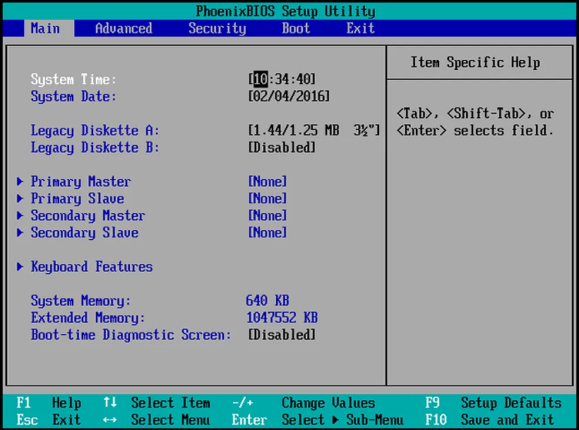 PhoenixBIOS Setup Utility
Main Advanced Security Boot Exit
Item Specific Help
System Time: [10:34:40]
System Date: [02/04/2016]
<Tab>, <Shift-Tab>, or
<Enter> selects field.
Legacy Diskette A: [1.44/1.25 MB 3½"]
Legacy Diskette B: [Disabled]
Primary Master [None]
Primary Slave [None]
Secondary Master [None]
Secondary Slave [None]
Keyboard Features
System Memory: 640 KB
Extended Memory: 1047552 KB
Boot-time Diagnostic Screen: [Disabled]
F1 Help ↑↓ Select Item -/+ Change Values F9 Setup Defaults
Esc Exit ↔ Select Menu Enter Select ▶ Sub-Menu F10 Save and Exit